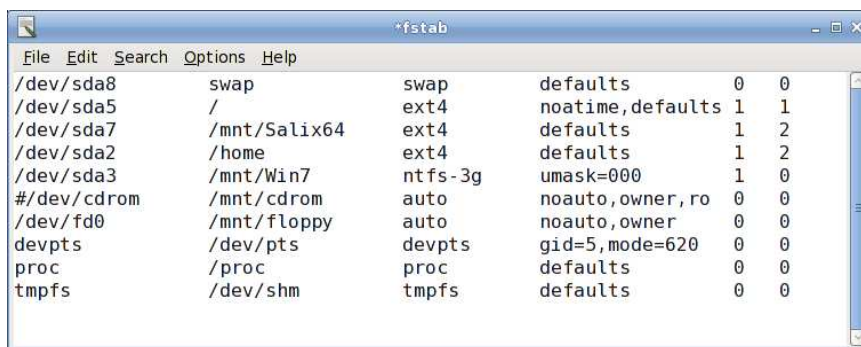 *fstab
File Edit Search Options Help
/dev/sda8 swap swap defaults 0 0
/dev/sda5 / ext4 noatime,defaults 1 1
/dev/sda7 /mnt/Salix64 ext4 defaults 1 2
/dev/sda2 /home ext4 defaults 1 2
/dev/sda3 /mnt/Win7 ntfs-3g umask=000 1 0
#/dev/cdrom /mnt/cdrom auto noauto,owner,ro 0 0
/dev/fd0 /mnt/floppy auto noauto,owner 0 0
devpts /dev/pts devpts gid=5,mode=620 0 0
proc /proc proc defaults 0 0
tmpfs /dev/shm tmpfs defaults 0 0